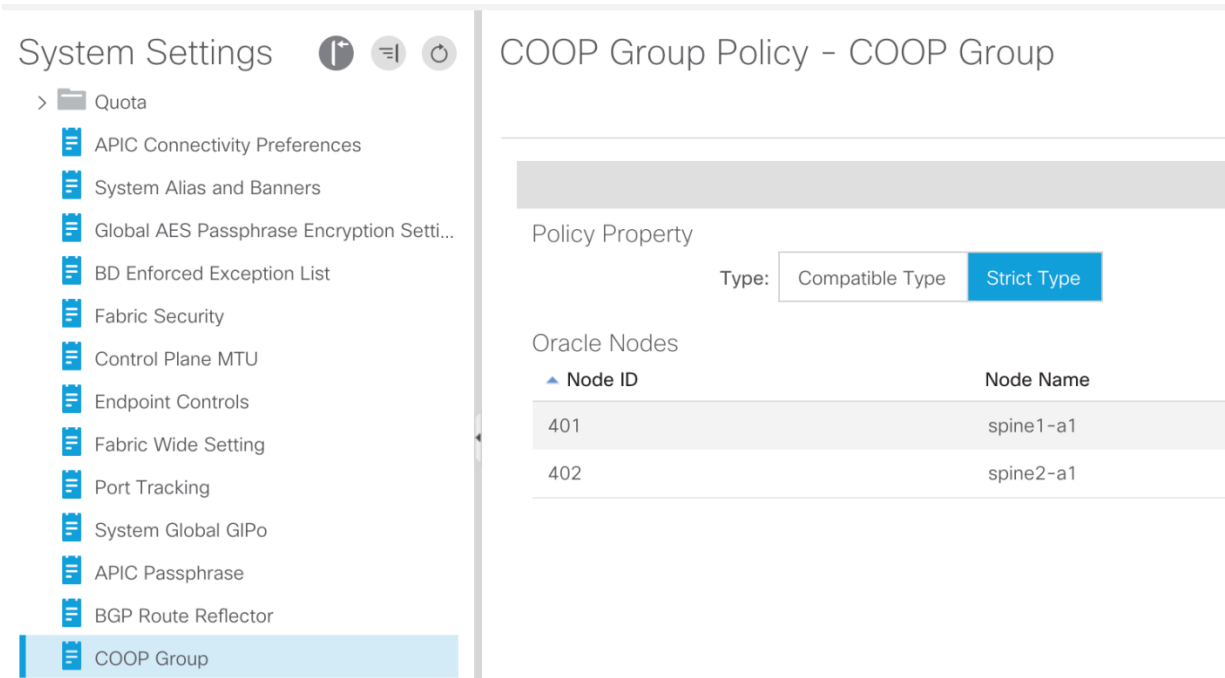 System Settings
Quota
APIC Connectivity Preferences
System Alias and Banners
Global AES Passphrase Encryption Setti...
BD Enforced Exception List
Fabric Security
Control Plane MTU
Endpoint Controls
Fabric Wide Setting
Port Tracking
System Global GIPo
APIC Passphrase
BGP Route Reflector
COOP Group
COOP Group Policy - COOP Group
Policy Property
Type: Compatible Type Strict Type
Oracle Nodes
Node ID Node Name
401 spine1-a1
402 spine2-a1